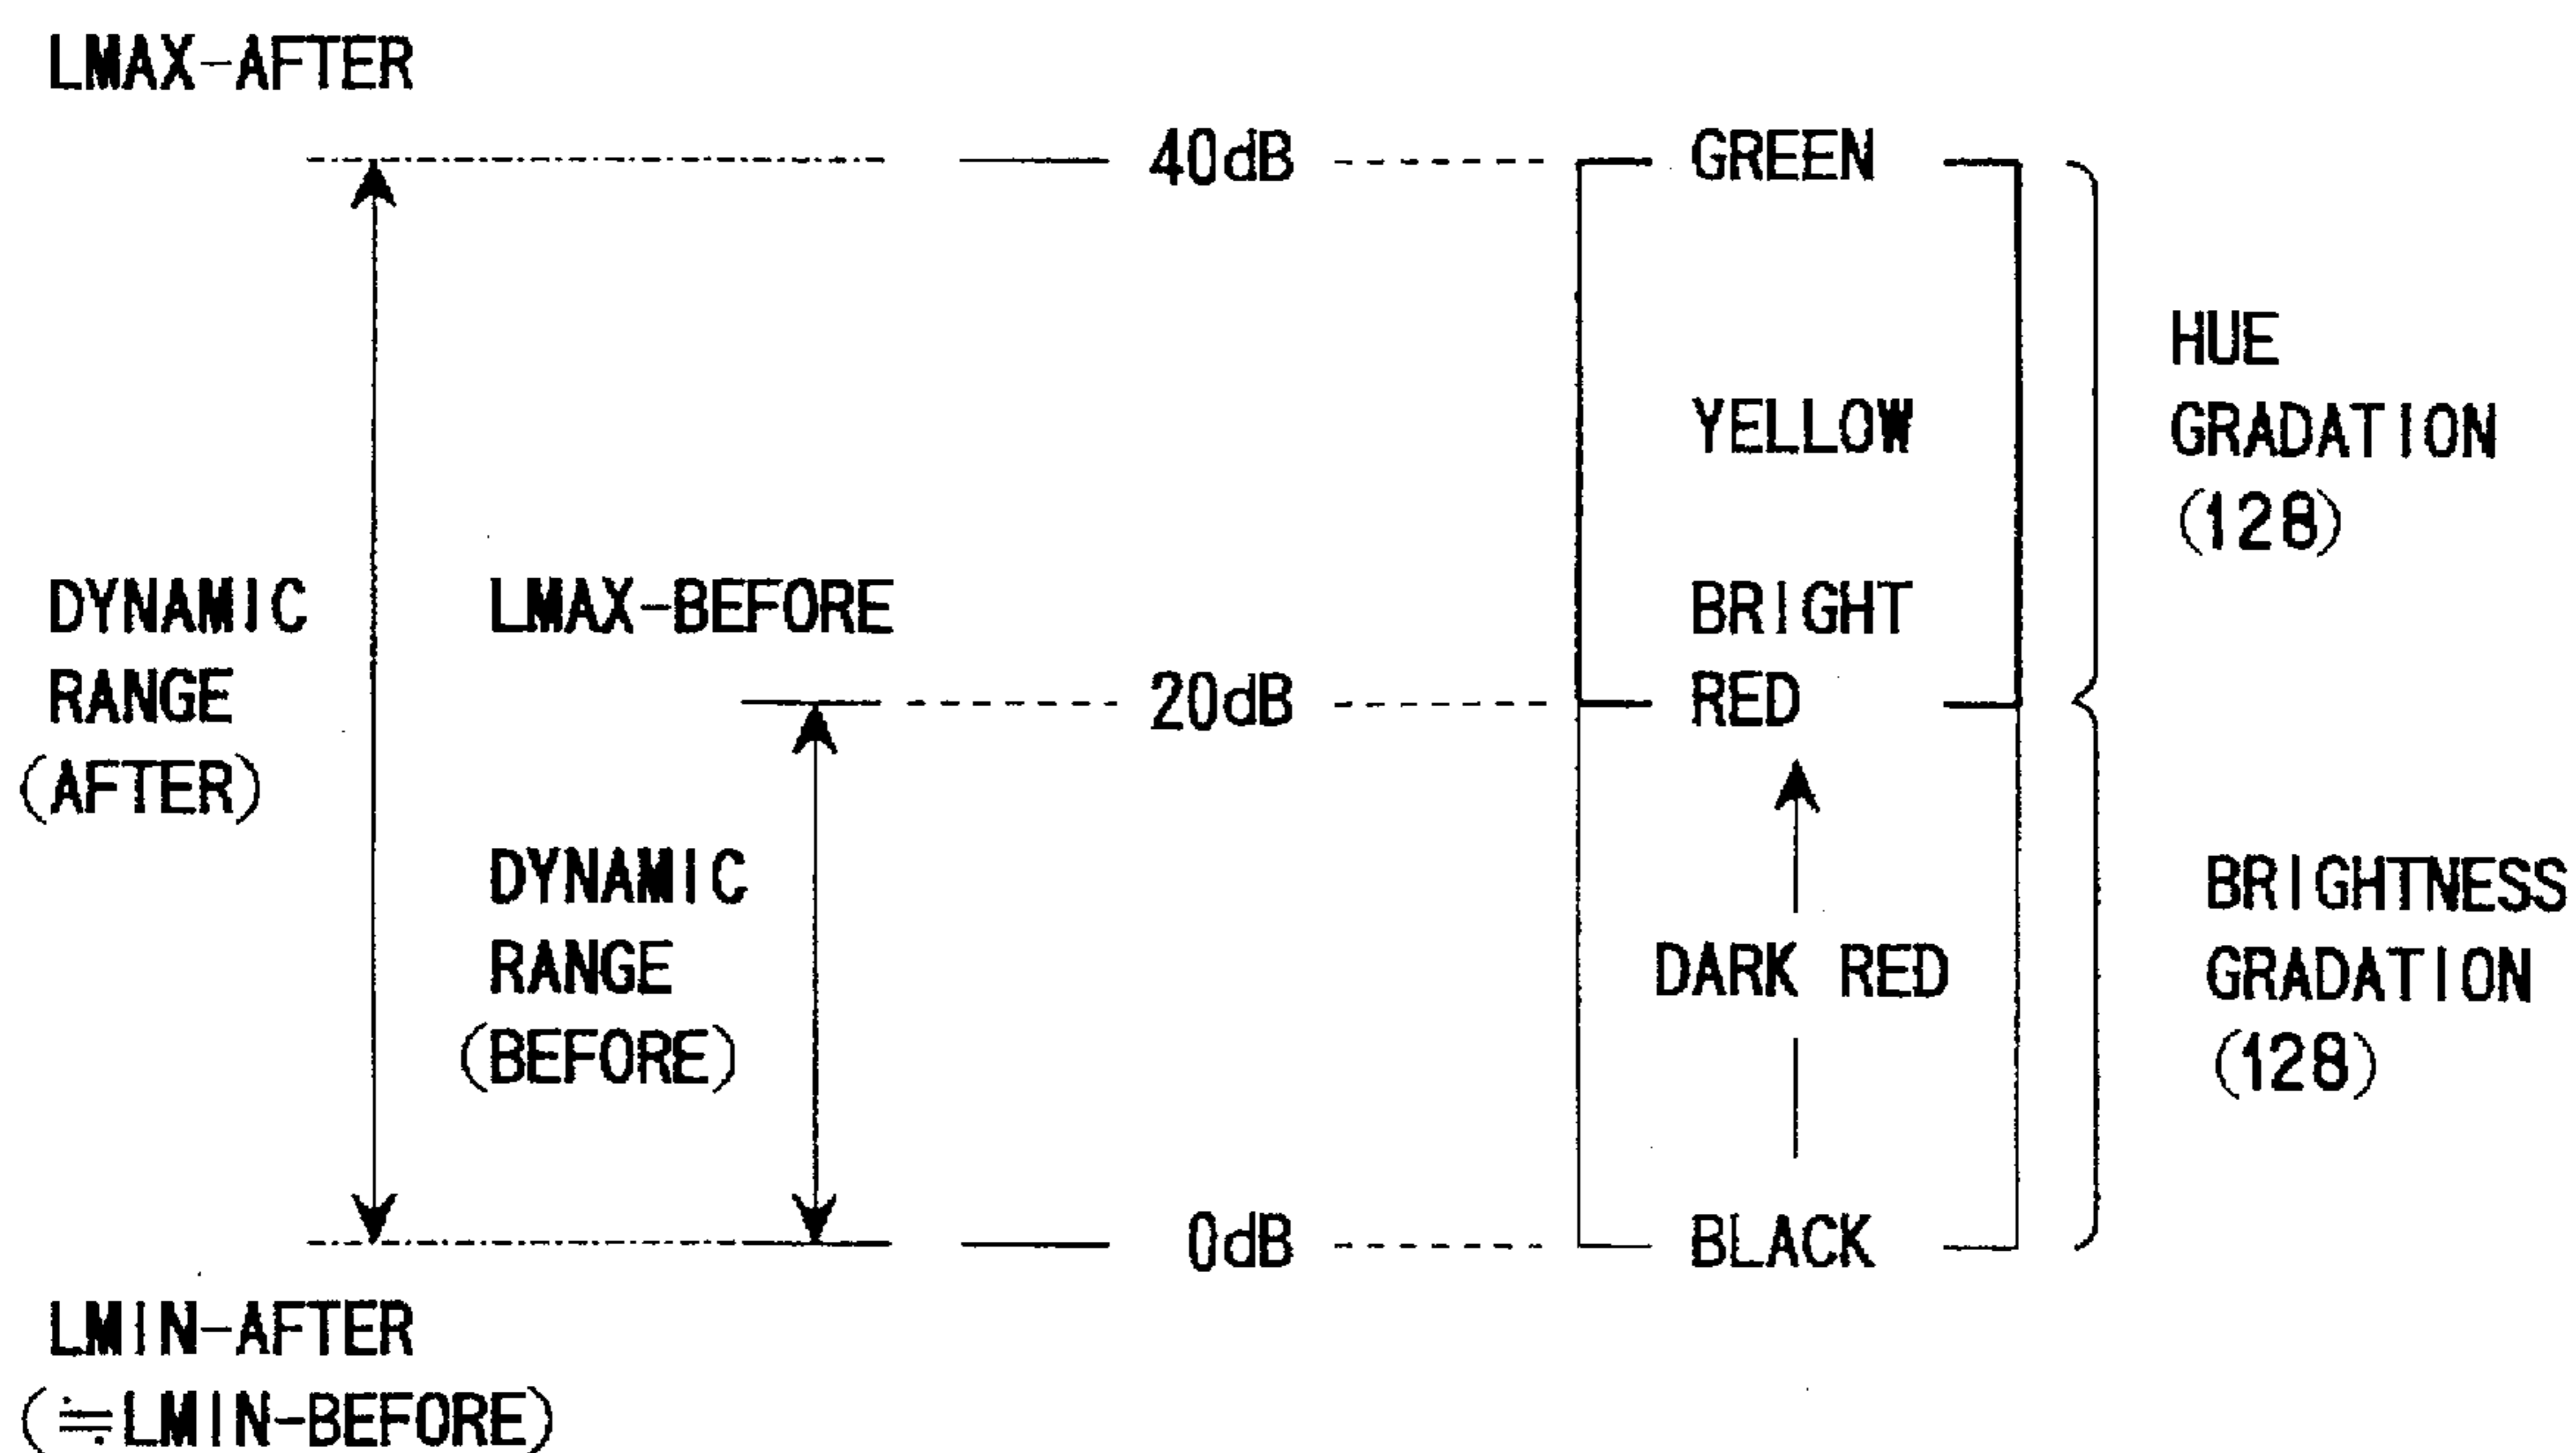 LMAX-AFTER
40dB
GREEN
HUE
GRADATION
(128)
YELLOW
DYNAMIC
RANGE
(AFTER)
LMAX-BEFORE
20dB
BRIGHT
RED
DYNAMIC
RANGE
(BEFORE)
DARK RED
BRIGHTNESS
GRADATION
(128)
0dB
BLACK
LMIN-AFTER
(≒LMIN-BEFORE)